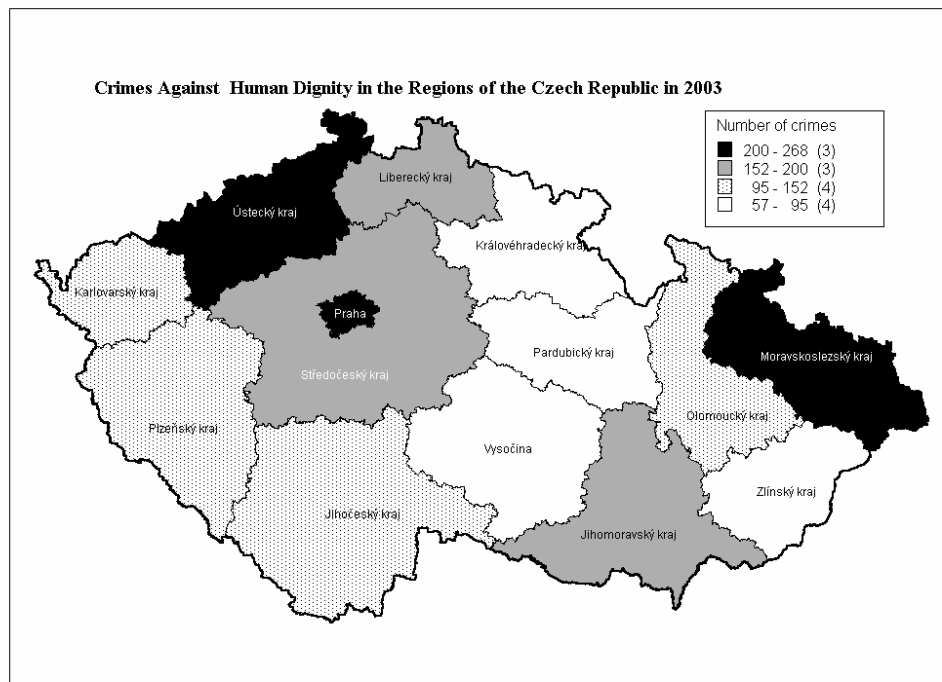 Crimes Against Human Dignity in the Regions of the Czech Republic in 2003
Number of crimes
200 - 268 (3)
152 - 200 (3)
95 - 152 (4)
57 - 95 (4)
Liberecký kraj
Ústecký kraj
Královéhradecký kraj
Karlovarský kraj
Praha
Pardubický kraj
Moravskoslezský kraj
Středočeský kraj
Olomoucký kraj
Plzeňský kraj
Vysočina
Zlínský kraj
Jihočeský kraj
Jihomoravský kraj